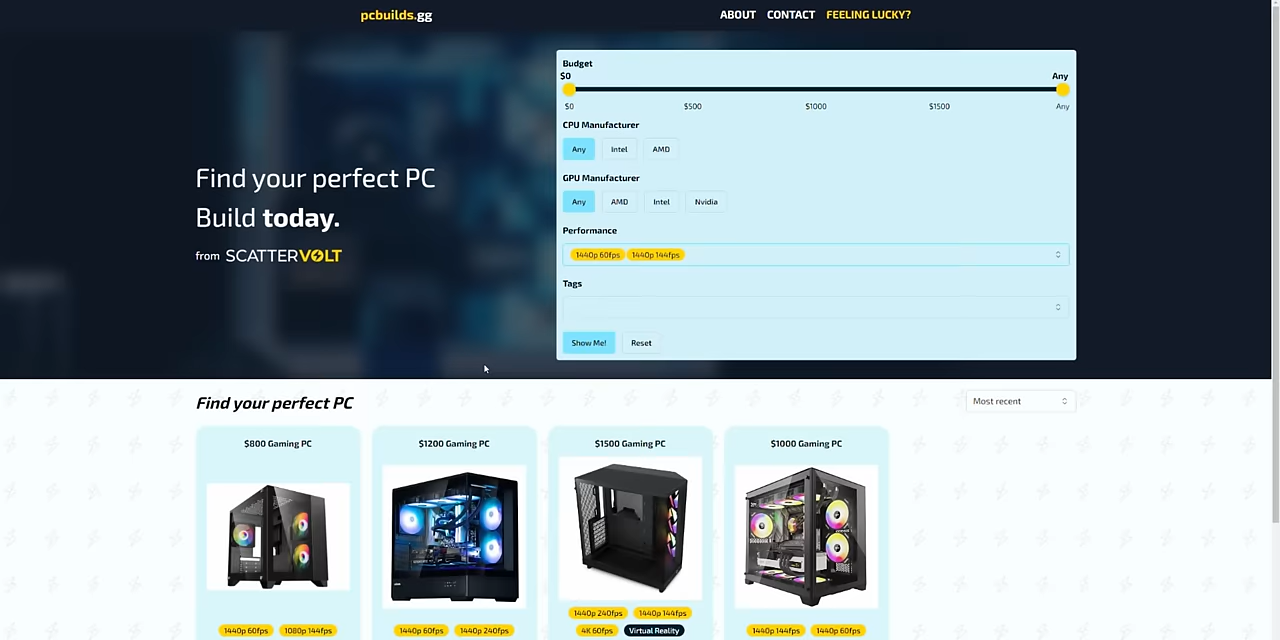 pcbuilds.gg
ABOUT CONTACT FEELING LUCKY?
Find your perfect PC
Build today.
from SCATTERVOLT
Budget
$0 Any
$0 $500 $1000 $1500 Any
CPU Manufacturer
Any Intel AMD
GPU Manufacturer
Any AMD Intel Nvidia
Performance
1440p 60fps 1440p 144fps
Tags
Show Me! Reset
Find your perfect PC
Most recent
$800 Gaming PC
1440p 60fps 1080p 144fps
$1200 Gaming PC
1440p 60fps 1440p 240fps
$1500 Gaming PC
1440p 240fps 1440p 144fps
4K 60fps Virtual Reality
$1000 Gaming PC
1440p 144fps 1440p 60fps